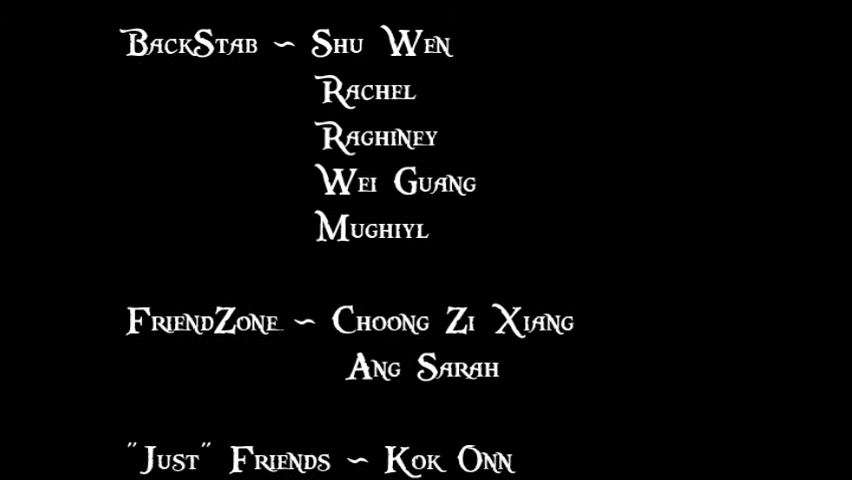 BackStab ~ Shu Wen
Rachel
Raghiney
Wei Guang
Mughiyl
FriendZone ~ Choong Zi Xiang
Ang Sarah
"Just" Friends ~ Kok Onn